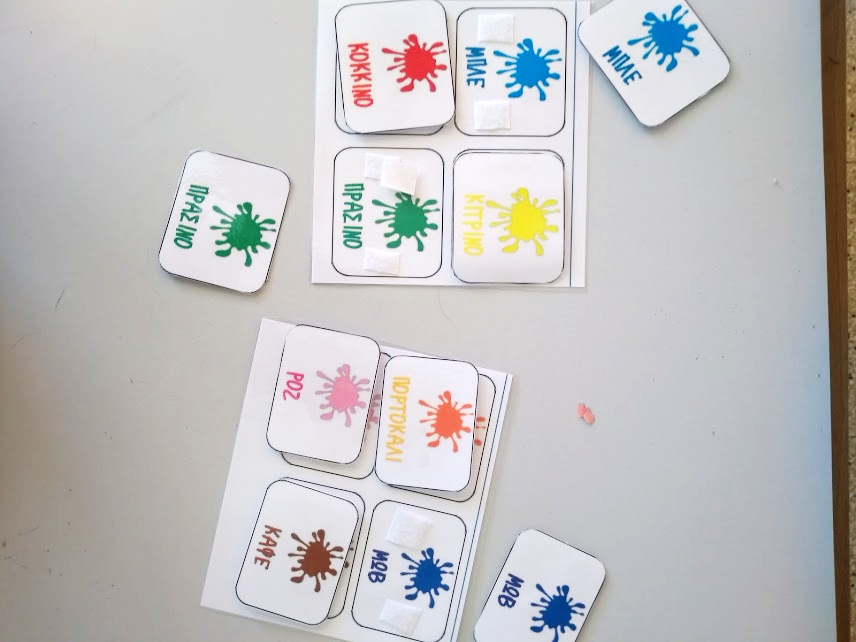 ΚΟΚΚΙΝΟ
ΜΠΛΕ
ΜΠΛΕ
ΠΡΑΣΙΝΟ
ΠΡΑΣΙΝΟ
ΚΙΤΡΙΝΟ
ΡΟΖ
ΠΟΡΤΟΚΑΛΙ
ΚΑΦΕ
ΜΩΒ
ΜΩΒ